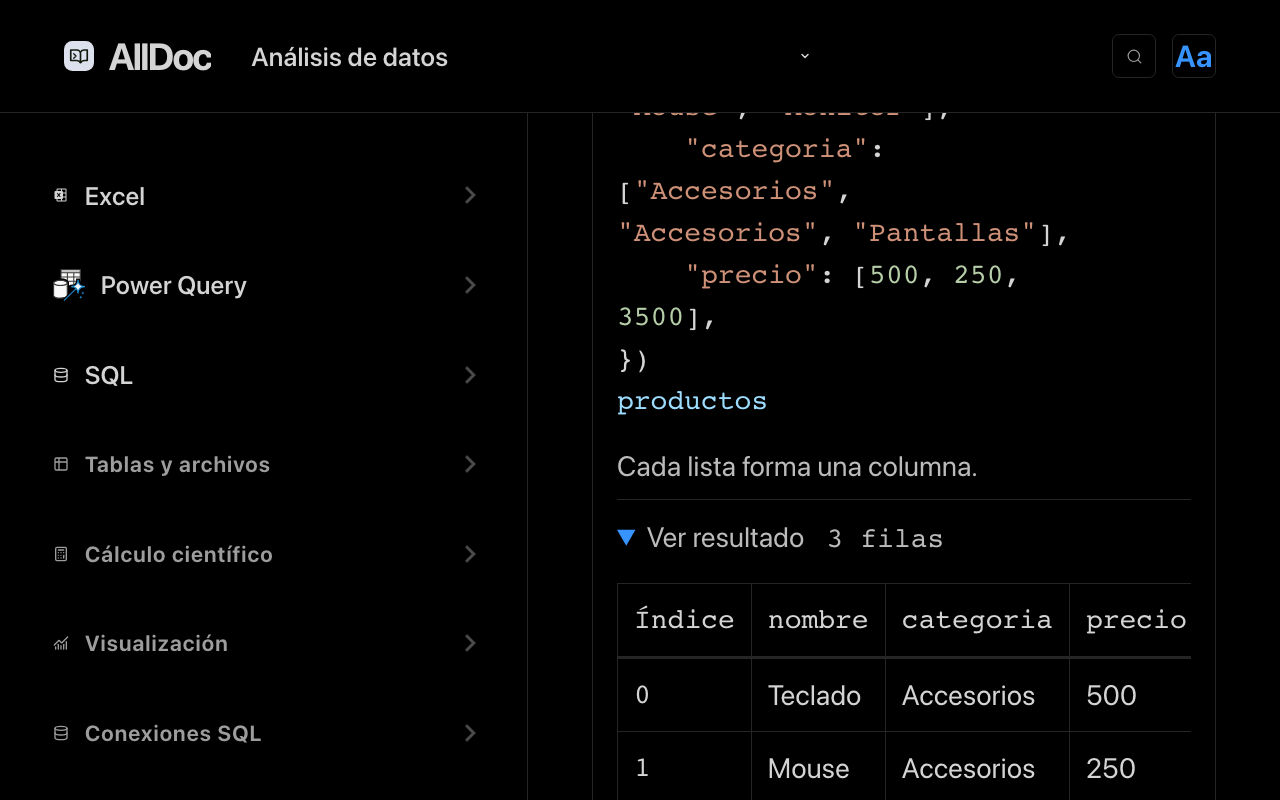 AllDoc
Análisis de datos
Aa
Excel
Power Query
SQL
Tablas y archivos
Cálculo científico
Visualización
Conexiones SQL
"Mouse", "Monitor"],
"categoria":
["Accesorios",
"Accesorios", "Pantallas"],
"precio": [500, 250,
3500],
})
productos
Cada lista forma una columna.
Ver resultado 3 filas
Índice nombre categoria precio
0 Teclado Accesorios 500
1 Mouse Accesorios 250